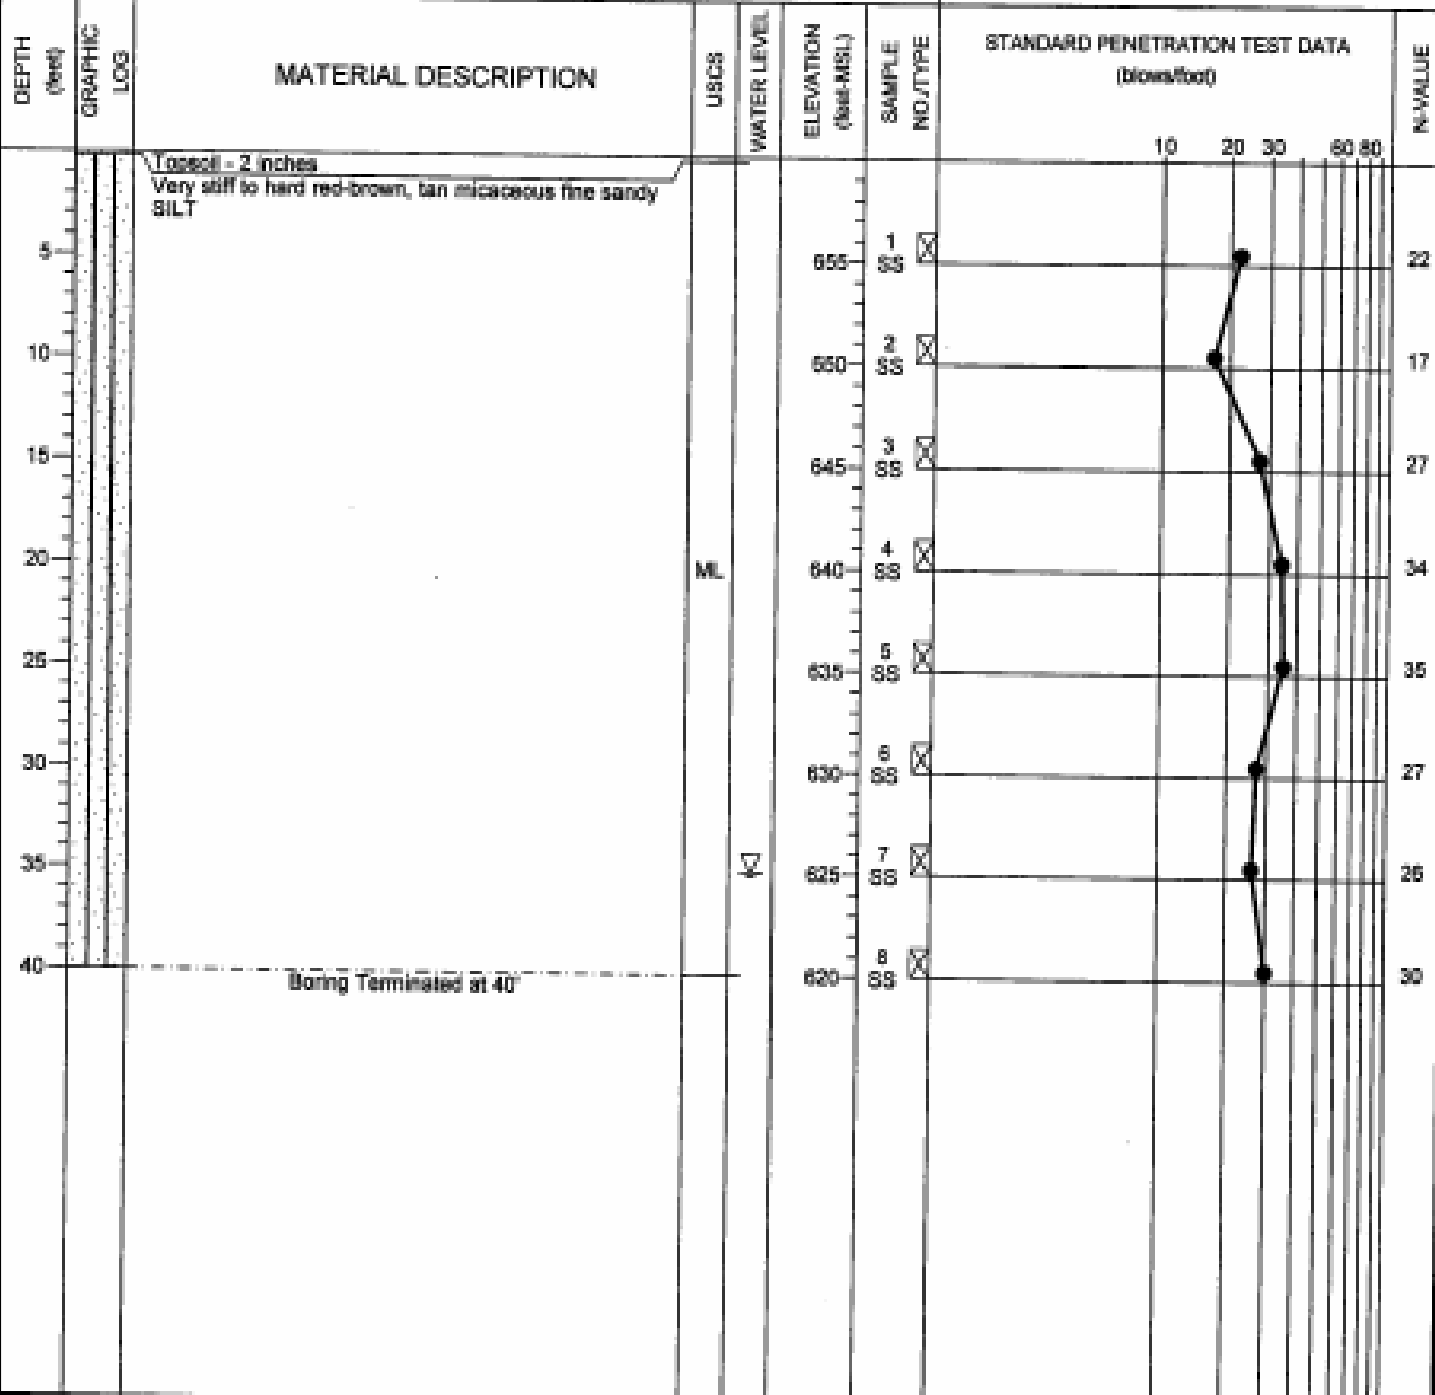 DEPTH
(feet)
GRAPHIC
LOG
MATERIAL DESCRIPTION
USCS
WATER LEVEL
ELEVATION
(feet-MSL)
SAMPLE
NO./TYPE
STANDARD PENETRATION TEST DATA
(blows/foot)
N-VALUE
10 20 30 60 80
Topsoil - 2 inches
Very stiff to hard red-brown, tan micaceous fine sandy
SILT
5 655 1 SS 22
10 650 2 SS 17
15 645 3 SS 27
20 ML 640 4 SS 34
25 635 5 SS 35
30 630 6 SS 27
35 625 7 SS 26
40 620 8 SS 30
Boring Terminated at 40'